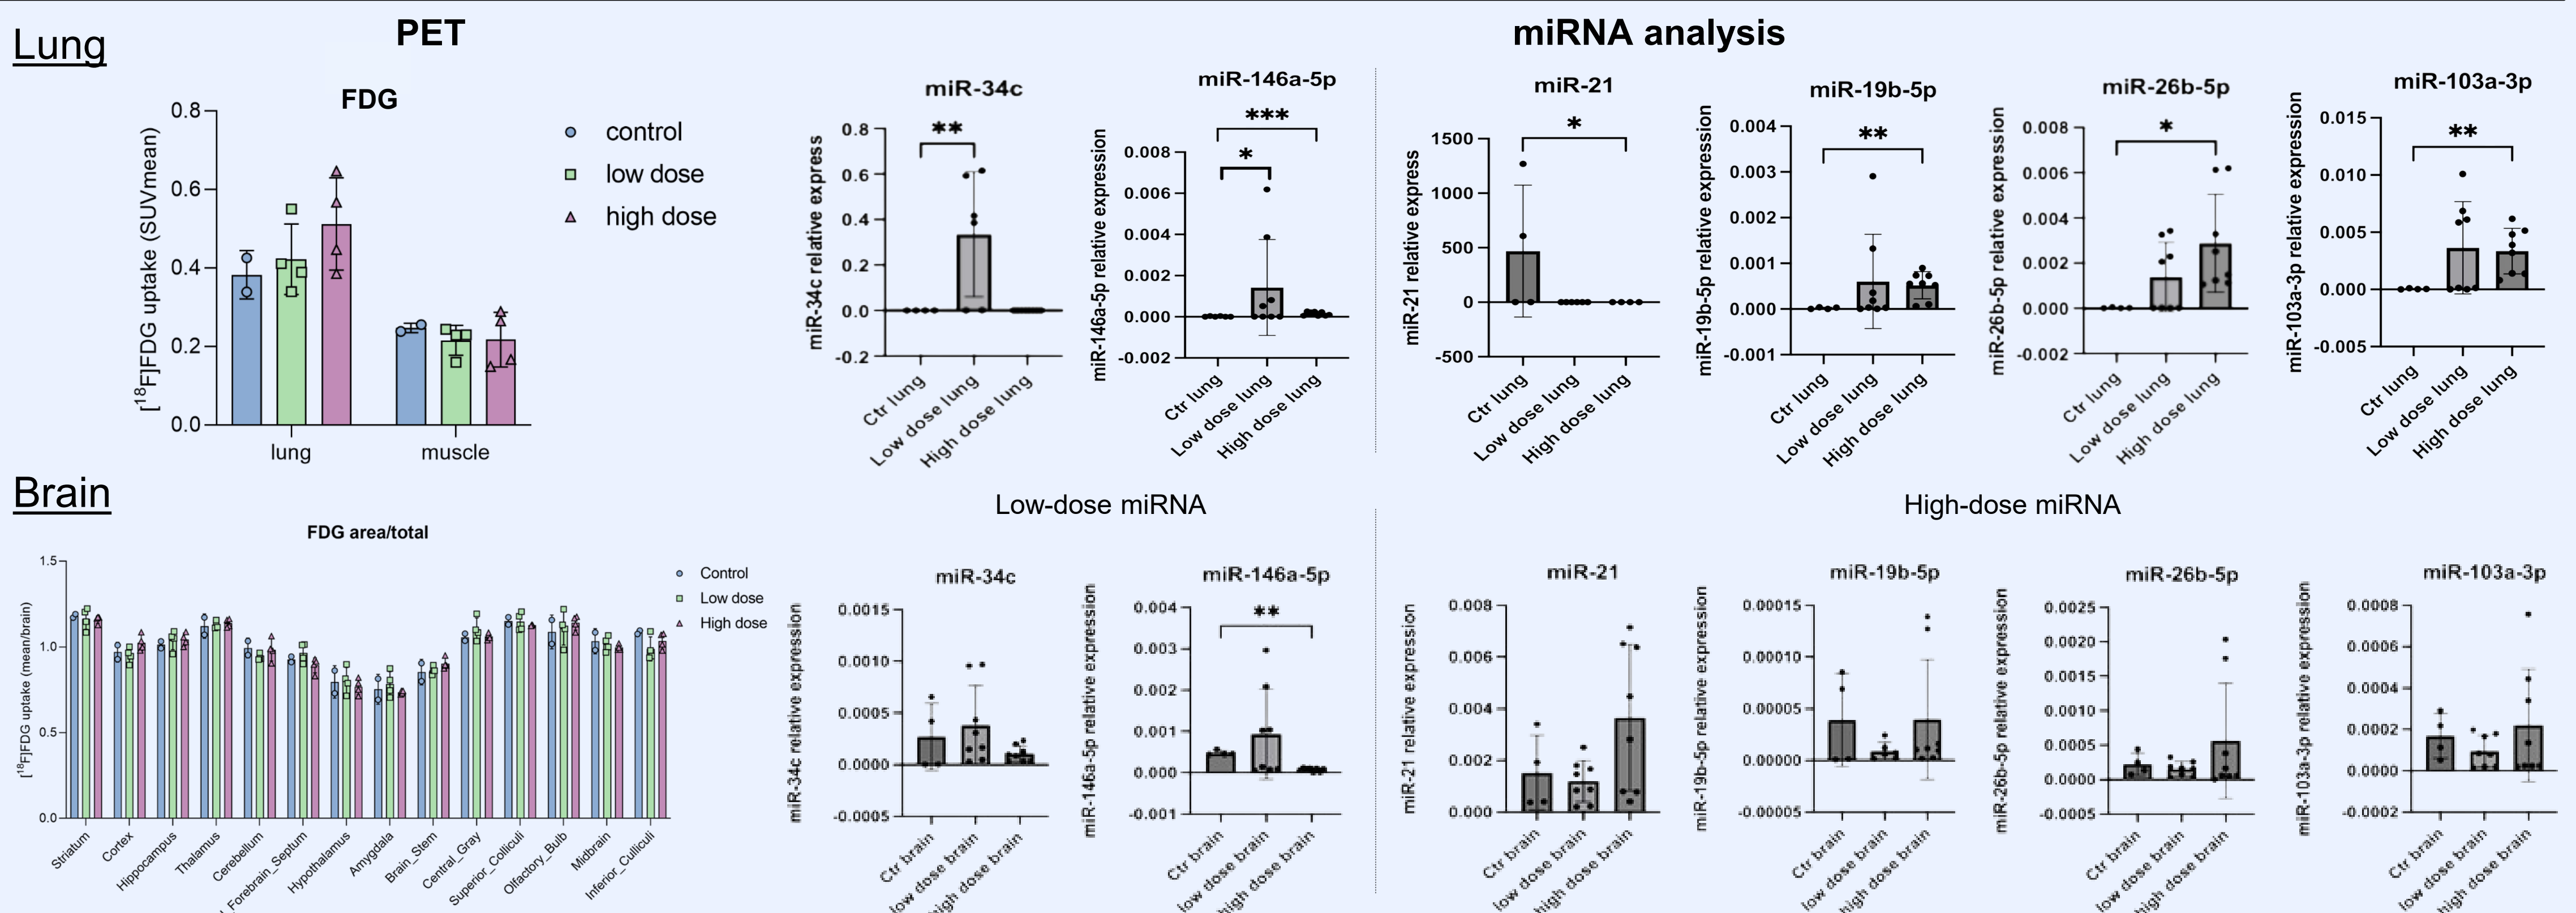 Lung
PET
FDG
[18F]FDG uptake (SUV/mean)
0.8
0.6
0.4
0.2
0.0
lung
muscle
control
low dose
high dose
miRNA analysis
miR-34c
**
miR-34c relative express
0.8
0.6
0.4
0.2
0.0
-0.2
Ctr lung
Low dose lung
High dose lung
miR-146a-5p
***
*
miR-146a-5p relative expression
0.008
0.006
0.004
0.002
0.000
-0.002
Ctr lung
Low dose lung
High dose lung
miR-21
*
miR-21 relative express
1500
1000
500
0
-500
Ctr lung
Low dose lung
High dose lung
miR-19b-5p
**
miR-19b-5p relative expression
0.004
0.003
0.002
0.001
0.000
-0.001
Ctr lung
Low dose lung
High dose lung
miR-26b-5p
*
miR-26b-5p relative expression
0.008
0.006
0.004
0.002
0.000
-0.002
Ctr lung
Low dose lung
High dose lung
miR-103a-3p
**
miR-103a-3p relative expression
0.015
0.010
0.005
0.000
-0.005
Ctr lung
Low dose lung
High dose lung
Brain
FDG area/total
[18F]FDG uptake (mean/brain)
1.5
1.0
0.5
0.0
Striatum
Cortex
Hippocampus
Thalamus
Cerebellum
_Forebrain_Septum
Hypothalamus
Amygdala
Brain_Stem
Central_Gray
Superior_Colliculi
Olfactory_Bulb
Midbrain
Inferior_Culliculi
Control
Low dose
High dose
Low-dose miRNA
High-dose miRNA
miR-34c
miR-34c relative expression
0.0015
0.0010
0.0005
0.0000
-0.0005
Ctr brain
low dose brain
high dose brain
miR-146a-5p
**
miR-146a-5p relative expression
0.004
0.003
0.002
0.001
0.000
-0.001
Ctr brain
low dose brain
high dose brain
miR-21
miR-21 relative expression
0.008
0.006
0.004
0.002
0.000
Ctr brain
low dose brain
high dose brain
miR-19b-5p
miR-19b-5p relative expression
0.00015
0.00010
0.00005
0.00000
-0.00005
Ctr brain
low dose brain
high dose brain
miR-26b-5p
miR-26b-5p relative expression
0.0025
0.0020
0.0015
0.0010
0.0005
0.0000
-0.0005
Ctr brain
low dose brain
high dose brain
miR-103a-3p
miR-103a-3p relative expression
0.0008
0.0006
0.0004
0.0002
0.0000
-0.0002
Ctr brain
low dose brain
high dose brain